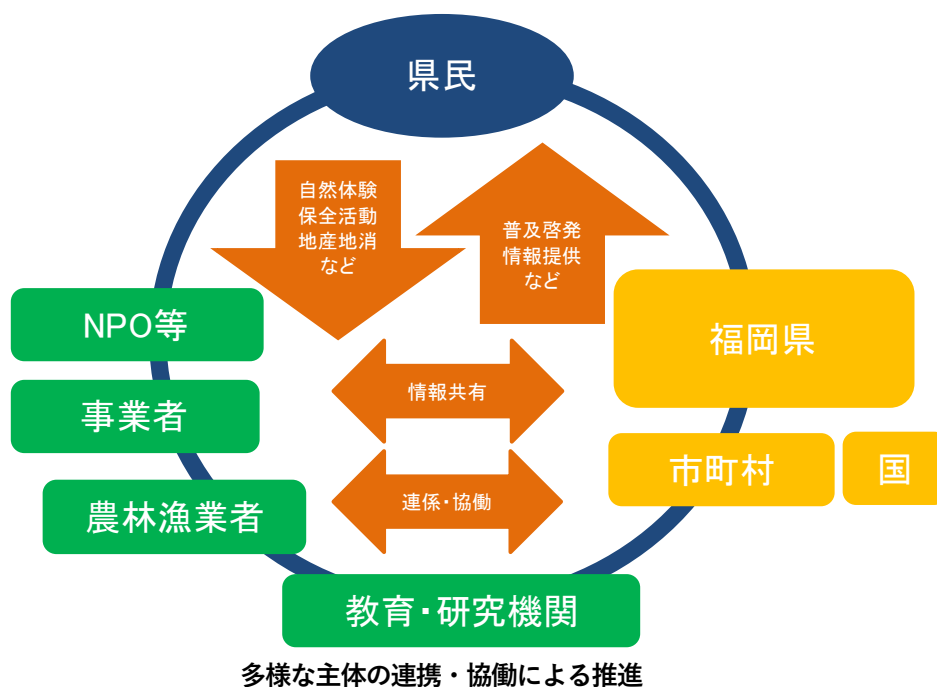 県民
自然体験
保全活動
地産地消
など
普及啓発
情報提供
など
NPO等
福岡県
情報共有
事業者
市町村
国
農林漁業者
連係・協働
教育・研究機関
多様な主体の連携・協働による推進